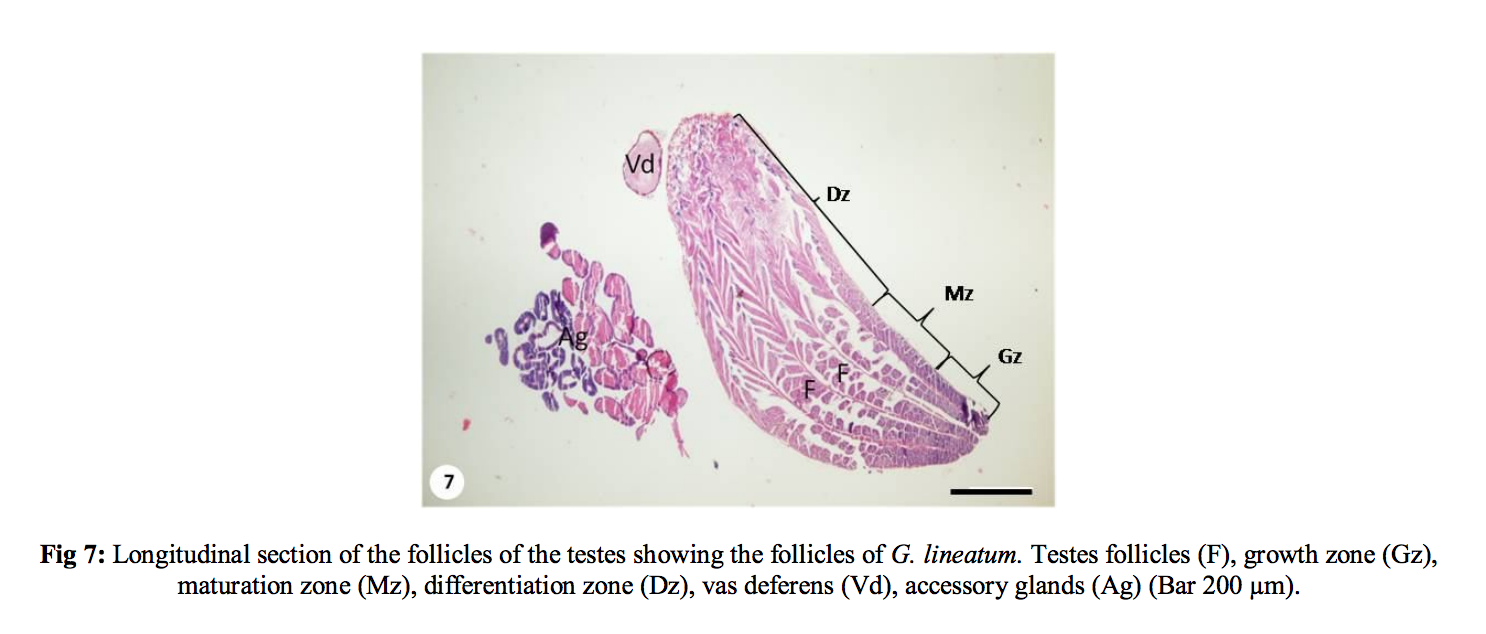 Vd
Dz
Mz
Ag
Gz
F
F
7
Fig 7: Longitudinal section of the follicles of the testes showing the follicles of G. lineatum. Testes follicles (F), growth zone (Gz),
maturation zone (Mz), differentiation zone (Dz), vas deferens (Vd), accessory glands (Ag) (Bar 200 µm).